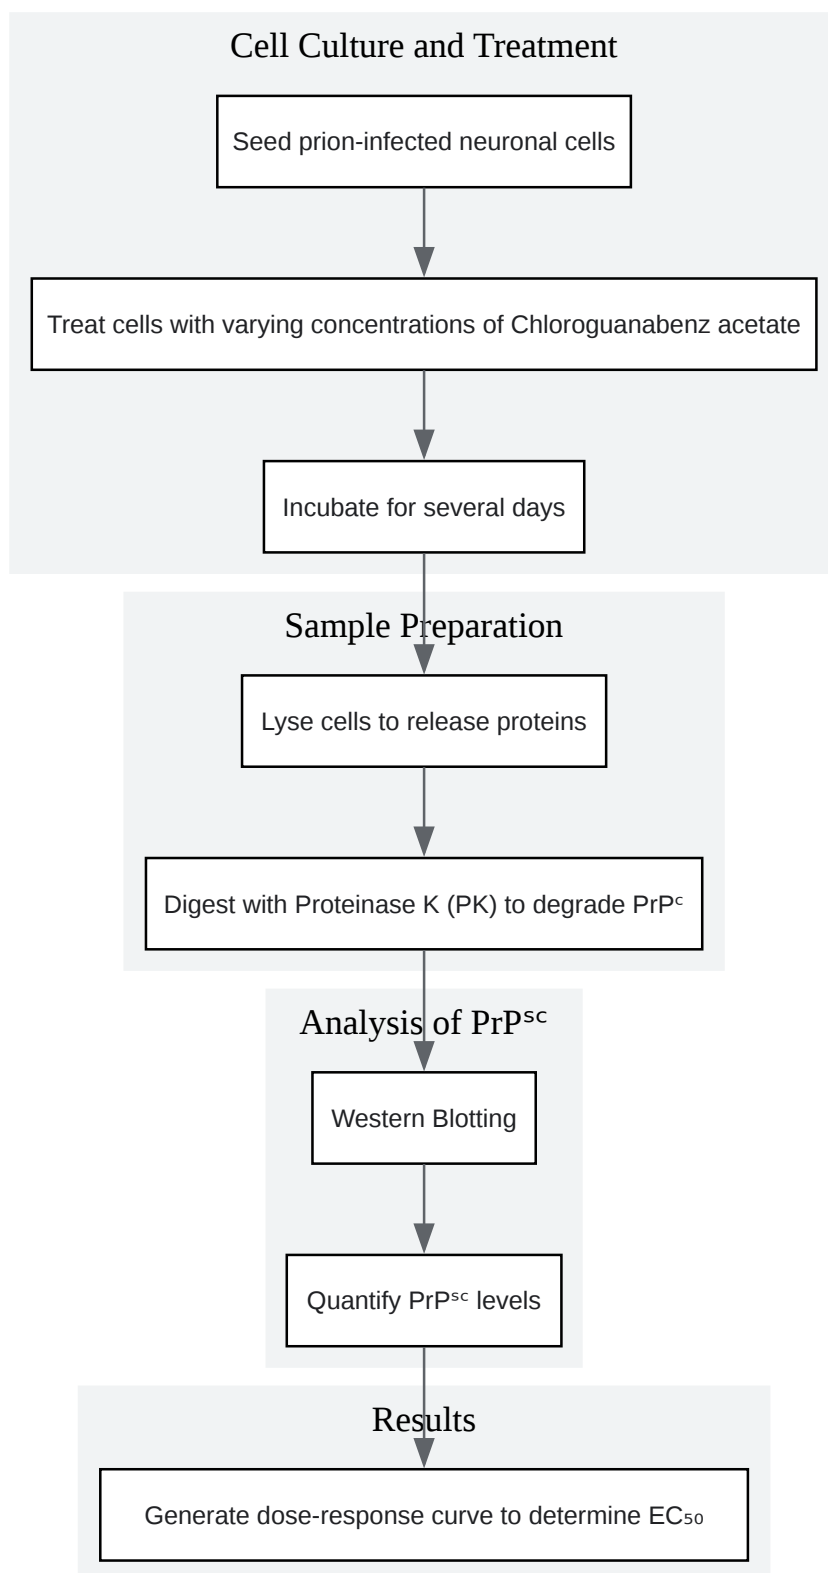 Cell Culture and Treatment
Seed prion-infected neuronal cells
Treat cells with varying concentrations of Chloroguanabenz acetate
Incubate for several days
Sample Preparation
Lyse cells to release proteins
Digest with Proteinase K (PK) to degrade PrPᶜ
Analysis of PrPˢᶜ
Western Blotting
Quantify PrPˢᶜ levels
Results
Generate dose-response curve to determine EC₅₀